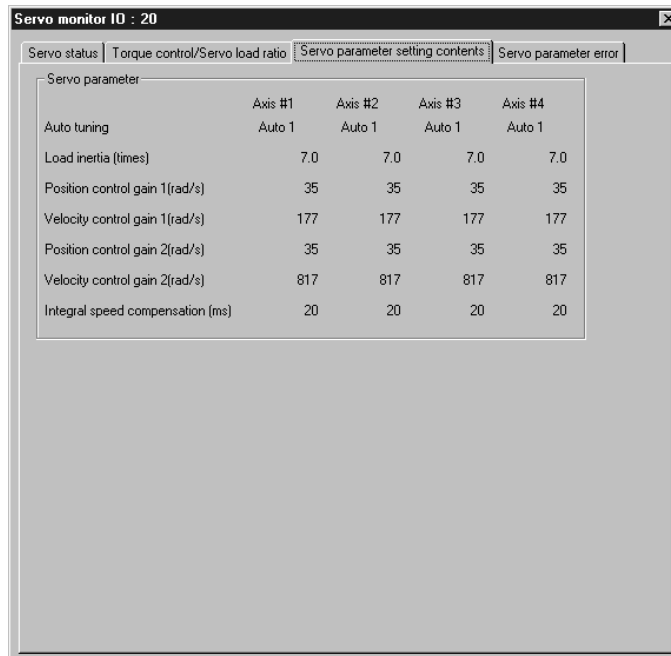 Servo monitor IO : 20
Servo status Torque control/Servo load ratio Servo parameter setting contents Servo parameter error
Servo parameter
Axis #1 Axis #2 Axis #3 Axis #4
Auto tuning Auto 1 Auto 1 Auto 1 Auto 1
Load inertia (times) 7.0 7.0 7.0 7.0
Position control gain 1(rad/s) 35 35 35 35
Velocity control gain 1(rad/s) 177 177 177 177
Position control gain 2(rad/s) 35 35 35 35
Velocity control gain 2(rad/s) 817 817 817 817
Integral speed compensation (ms) 20 20 20 20